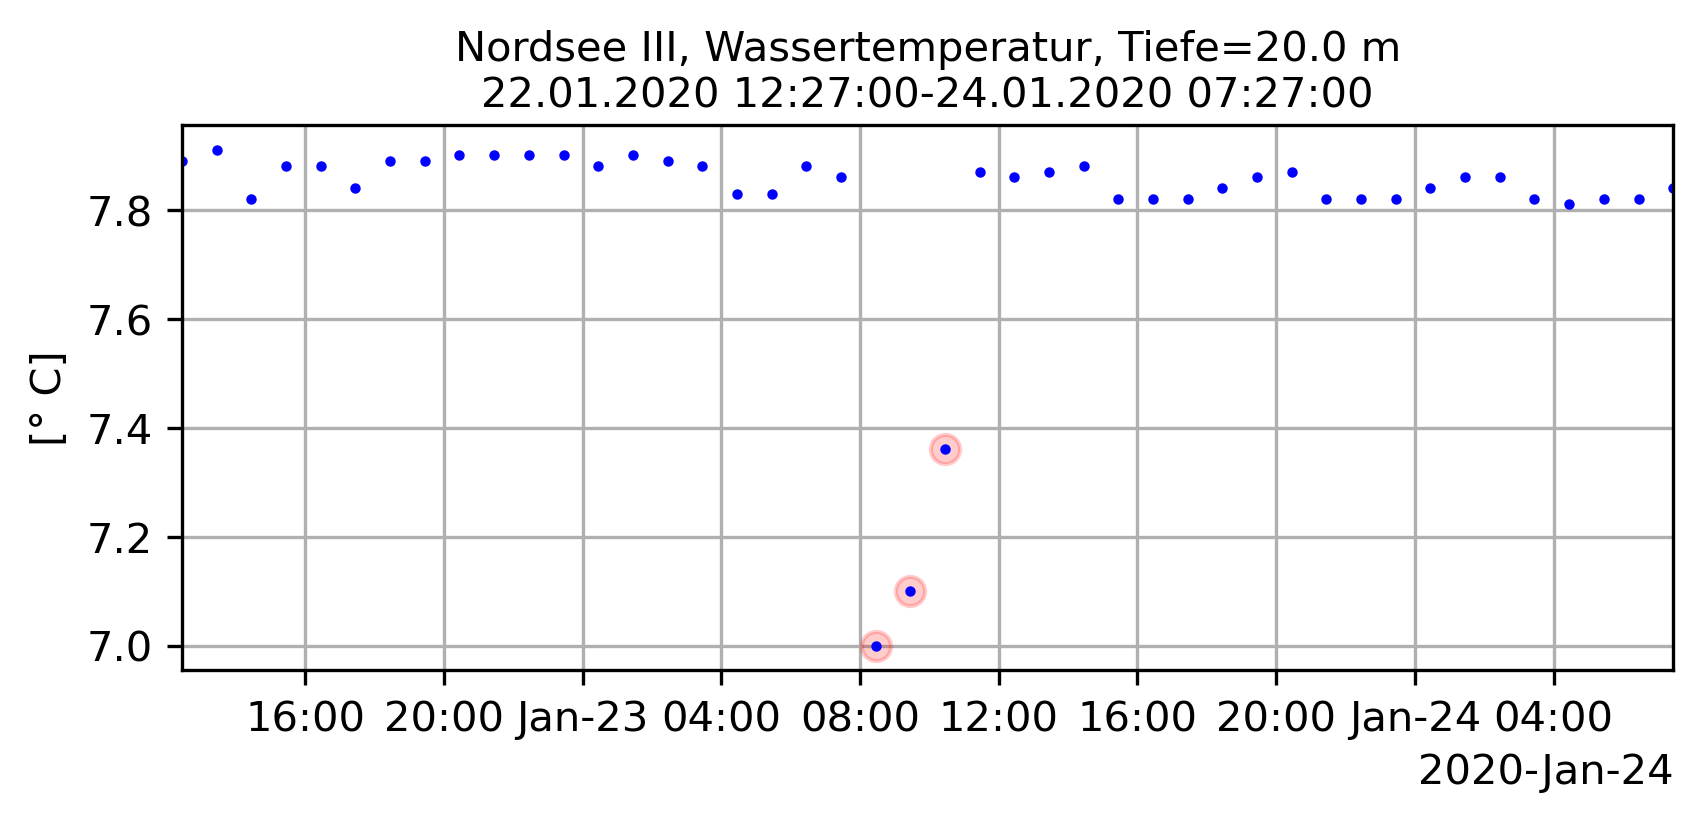 Nordsee III, Wassertemperatur, Tiefe=20.0 m
22.01.2020 12:27:00-24.01.2020 07:27:00
[° C]
7.8
7.6
7.4
7.2
7.0
16:00 20:00 Jan-23 04:00 08:00 12:00 16:00 20:00 Jan-24 04:00
2020-Jan-24